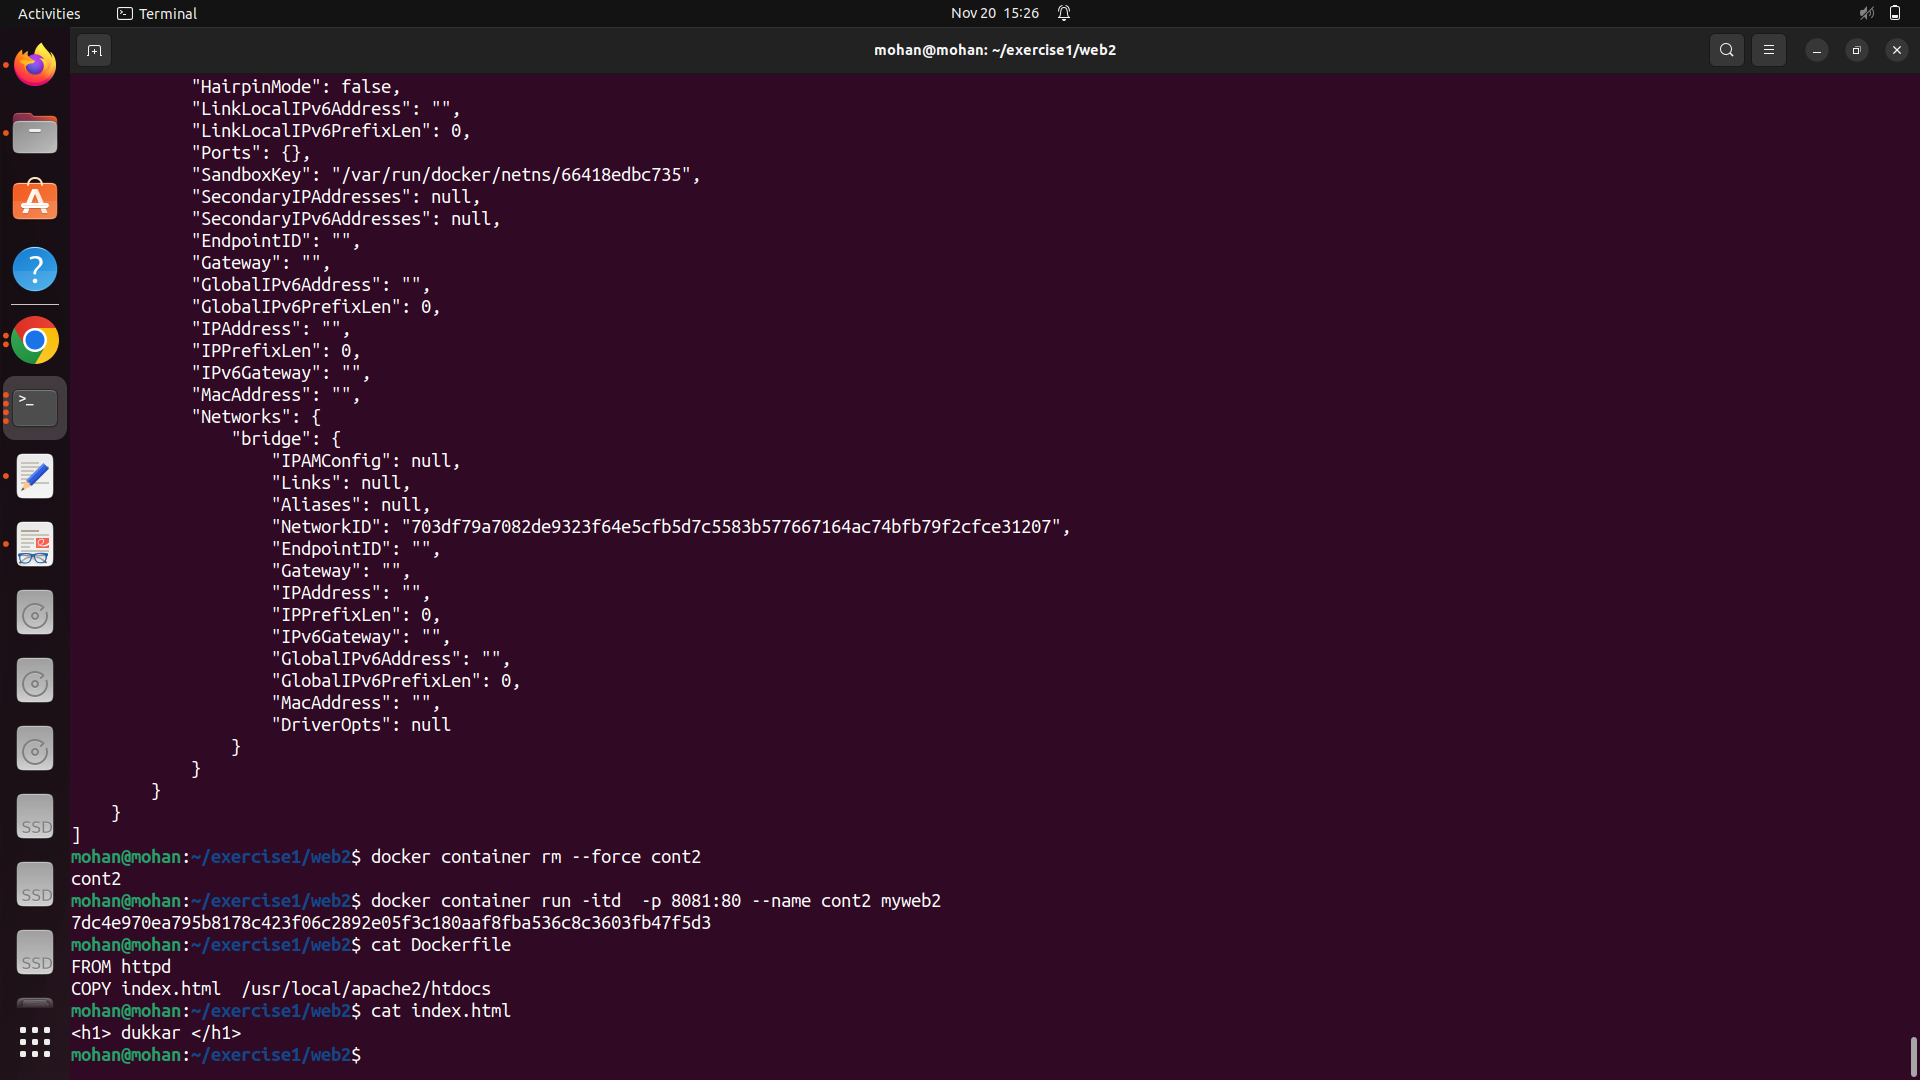 Activities
Terminal
Nov 20 15:26
mohan@mohan: ~/exercise1/web2
"HairpinMode": false,
"LinkLocalIPv6Address": "",
"LinkLocalIPv6PrefixLen": 0,
"Ports": {},
"SandboxKey": "/var/run/docker/netns/66418edbc735",
"SecondaryIPAddresses": null,
"SecondaryIPv6Addresses": null,
"EndpointID": "",
"Gateway": "",
"GlobalIPv6Address": "",
"GlobalIPv6PrefixLen": 0,
"IPAddress": "",
"IPPrefixLen": 0,
"IPv6Gateway": "",
"MacAddress": "",
"Networks": {
"bridge": {
"IPAMConfig": null,
"Links": null,
"Aliases": null,
"NetworkID": "703df79a7082de9323f64e5cfb5d7c5583b577667164ac74bfb79f2cfce31207",
"EndpointID": "",
"Gateway": "",
"IPAddress": "",
"IPPrefixLen": 0,
"IPv6Gateway": "",
"GlobalIPv6Address": "",
"GlobalIPv6PrefixLen": 0,
"MacAddress": "",
"DriverOpts": null
}
}
}
}
]
mohan@mohan:~/exercise1/web2$ docker container rm --force cont2
cont2
mohan@mohan:~/exercise1/web2$ docker container run -itd  -p 8081:80 --name cont2 myweb2
7dc4e970ea795b8178c423f06c2892e05f3c180aaf8fba536c8c3603fb47f5d3
mohan@mohan:~/exercise1/web2$ cat Dockerfile
FROM httpd
COPY index.html  /usr/local/apache2/htdocs
mohan@mohan:~/exercise1/web2$ cat index.html
<h1> dukkar </h1>
mohan@mohan:~/exercise1/web2$
SSD
SSD
SSD